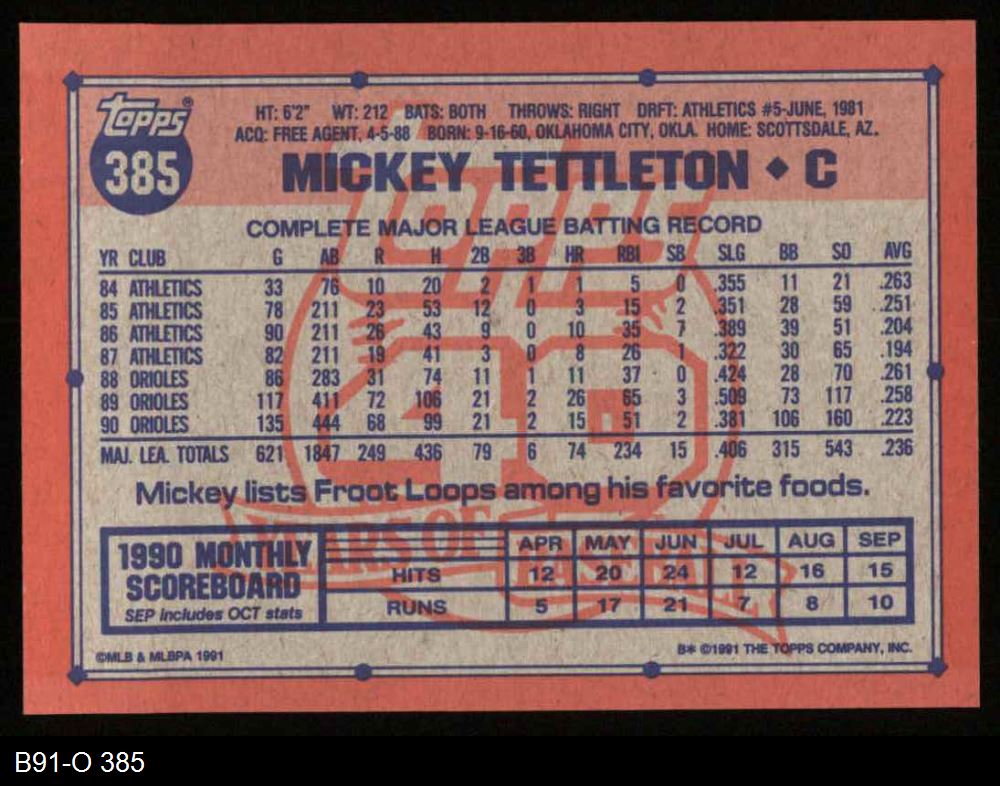 Topps®
385
HT: 6'2" WT: 212 BATS: BOTH THROWS: RIGHT DRFT: ATHLETICS #5-JUNE, 1981
ACQ: FREE AGENT, 4-5-88 BORN: 9-16-60, OKLAHOMA CITY, OKLA. HOME: SCOTTSDALE, AZ.
MICKEY TETTLETON ♦ C
COMPLETE MAJOR LEAGUE BATTING RECORD
YR CLUB G AB R H 2B 3B HR RBI SB SLG BB SO AVG
84 ATHLETICS 33 76 10 20 2 1 1 5 0 .355 11 21 .263
85 ATHLETICS 78 211 23 53 12 0 3 15 2 .351 28 59 .251
86 ATHLETICS 90 211 26 43 9 0 10 35 7 .389 39 51 .204
87 ATHLETICS 82 211 19 41 3 0 8 26 1 .322 30 65 .194
88 ORIOLES 86 283 31 74 11 1 11 37 0 .424 28 70 .261
89 ORIOLES 117 411 72 106 21 2 26 65 3 .509 73 117 .258
90 ORIOLES 135 444 68 99 21 2 15 51 2 .381 106 160 .223
MAJ. LEA. TOTALS 621 1847 249 436 79 6 74 234 15 .406 315 543 .236
Topps
40
YEARS OF BASEBALL
Mickey lists Froot Loops among his favorite foods.
1990 MONTHLY
SCOREBOARD
SEP includes OCT stats
APR MAY JUN JUL AUG SEP
HITS 12 20 24 12 16 15
RUNS 5 17 21 7 8 10
©MLB & MLBPA 1991
B* ©1991 THE TOPPS COMPANY, INC.
B91-O 385